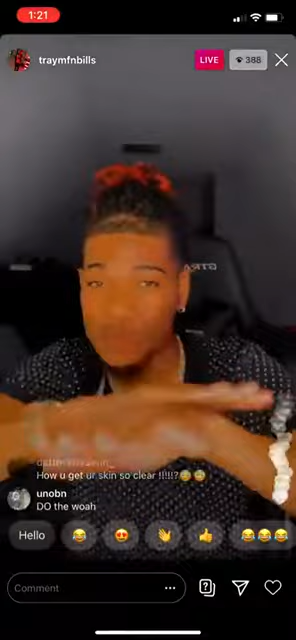 1:21
traymfnbills
LIVE
388
How u get ur skin so clear !!!!!?😅😅
unobn
DO the woah
Hello
Comment